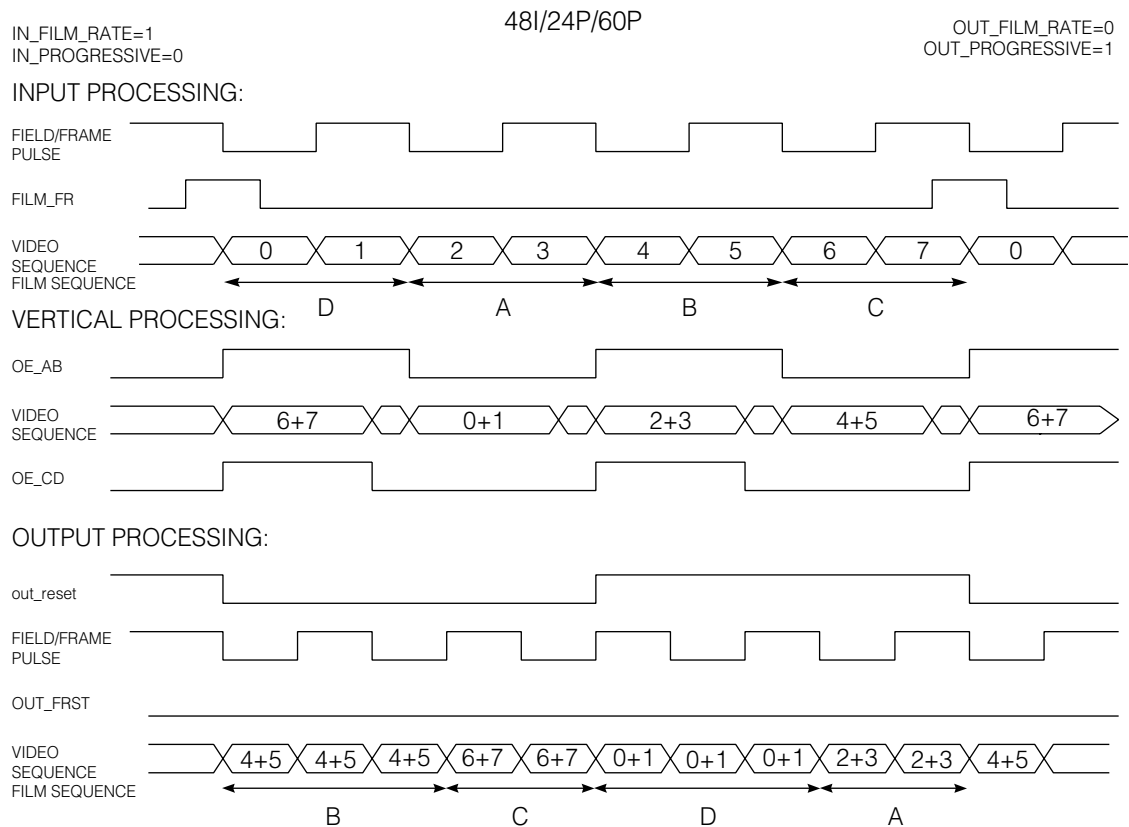 48I/24P/60P
IN_FILM_RATE=1
IN_PROGRESSIVE=0
OUT_FILM_RATE=0
OUT_PROGRESSIVE=1
INPUT PROCESSING:
FIELD/FRAME
PULSE
FILM_FR
VIDEO
SEQUENCE
0 1 2 3 4 5 6 7 0
FILM SEQUENCE
D A B C
VERTICAL PROCESSING:
OE_AB
VIDEO
SEQUENCE
6+7 0+1 2+3 4+5 6+7
OE_CD
OUTPUT PROCESSING:
out_reset
FIELD/FRAME
PULSE
OUT_FRST
VIDEO
SEQUENCE
4+5 4+5 4+5 6+7 6+7 0+1 0+1 0+1 2+3 2+3 4+5
FILM SEQUENCE
B C D A